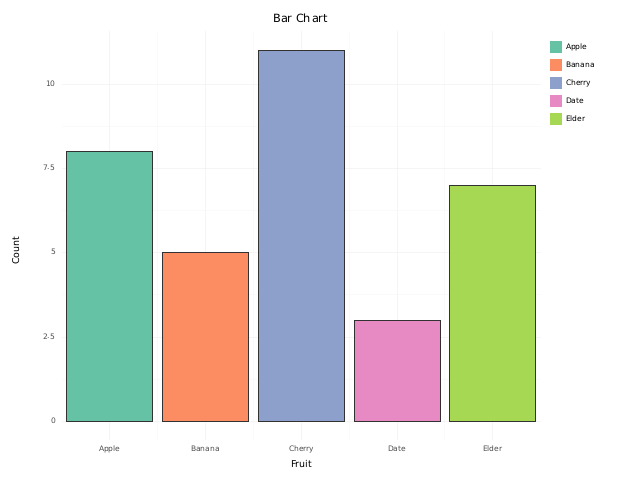 Bar Chart
Apple
Banana
Cherry
Date
Elder
10
7·5
5
2·5
0
Count
Apple Banana Cherry Date Elder
Fruit